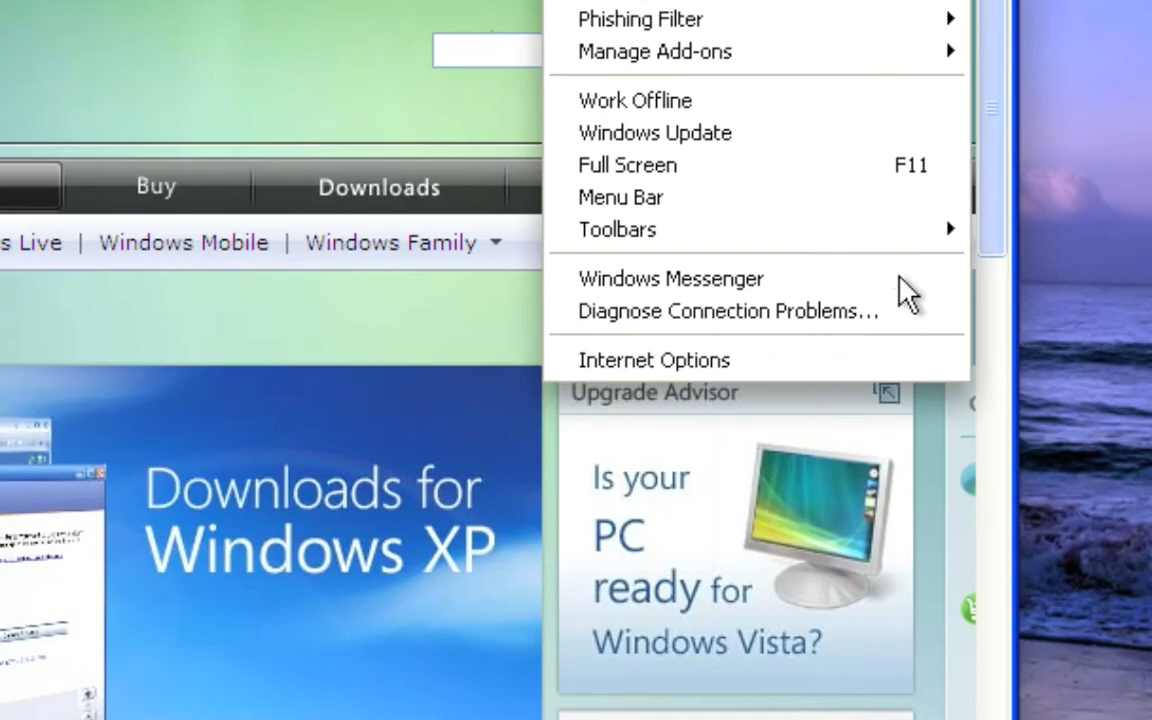 Phishing Filter
Manage Add-ons
Work Offline
Windows Update
Full Screen F11
Menu Bar
Toolbars
Windows Messenger
Diagnose Connection Problems...
Internet Options
Buy
Downloads
s Live | Windows Mobile | Windows Family
Downloads for
Windows XP
Upgrade Advisor
Is your
PC
ready for
Windows Vista?